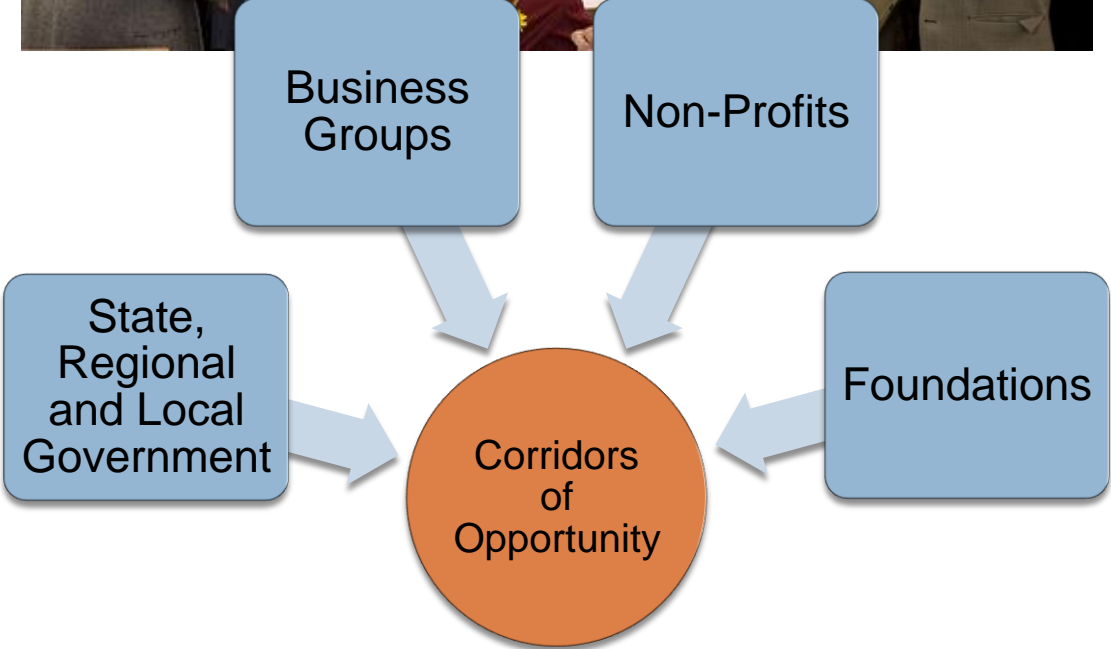 Business
Groups
Non-Profits
State,
Regional
and Local
Government
Foundations
Corridors
of
Opportunity